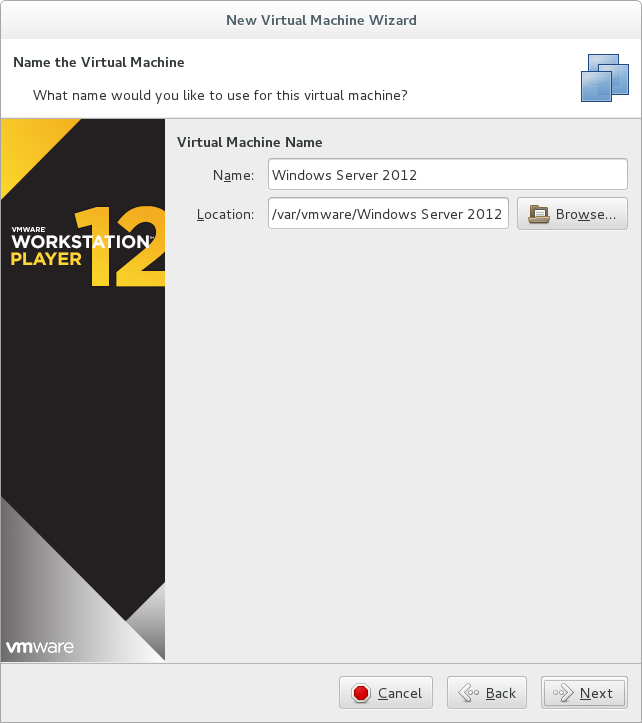 New Virtual Machine Wizard
Name the Virtual Machine
What name would you like to use for this virtual machine?
VMWARE
WORKSTATION™
PLAYER 12
Virtual Machine Name
Name: Windows Server 2012
Location: /var/vmware/Windows Server 2012 Browse...
vmware
Cancel Back Next